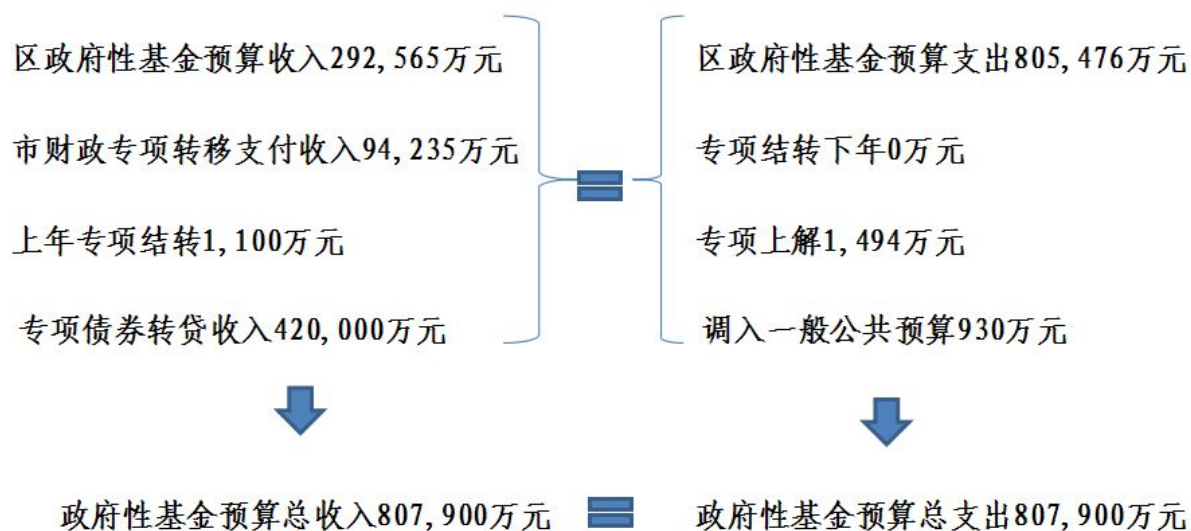 区政府性基金预算收入292,565万元
市财政专项转移支付收入94,235万元
上年专项结转1,100万元
专项债券转贷收入420,000万元
区政府性基金预算支出805,476万元
专项结转下年0万元
专项上解1,494万元
调入一般公共预算930万元
政府性基金预算总收入807,900万元
政府性基金预算总支出807,900万元